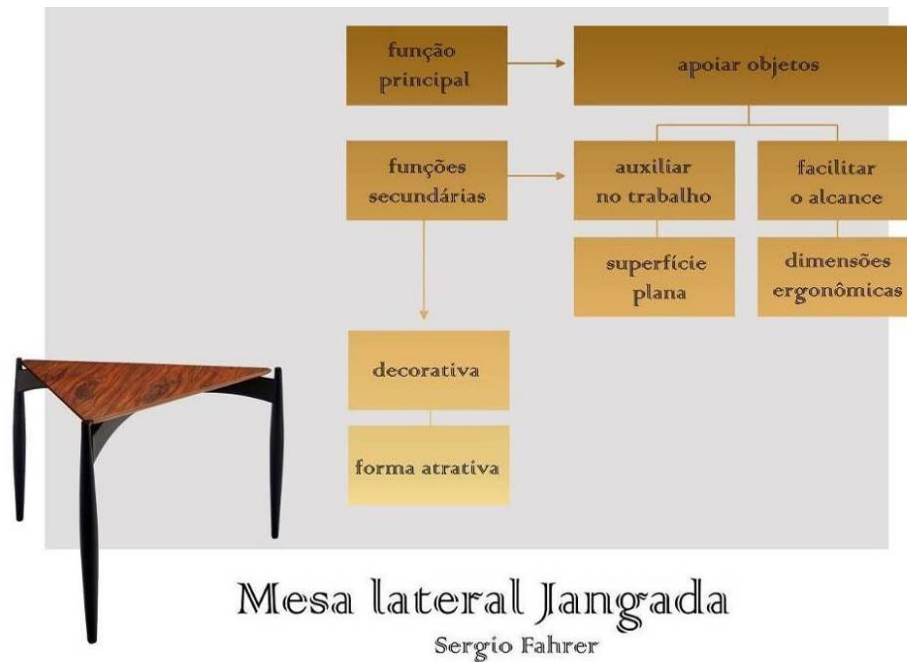 função
principal
apoiar objetos
funções
secundárias
auxiliar
no trabalho
facilitar
o alcance
superfície
plana
dimensões
ergonômicas
decorativa
forma atrativa
Mesa lateral Jangada
Sergio Fahrer